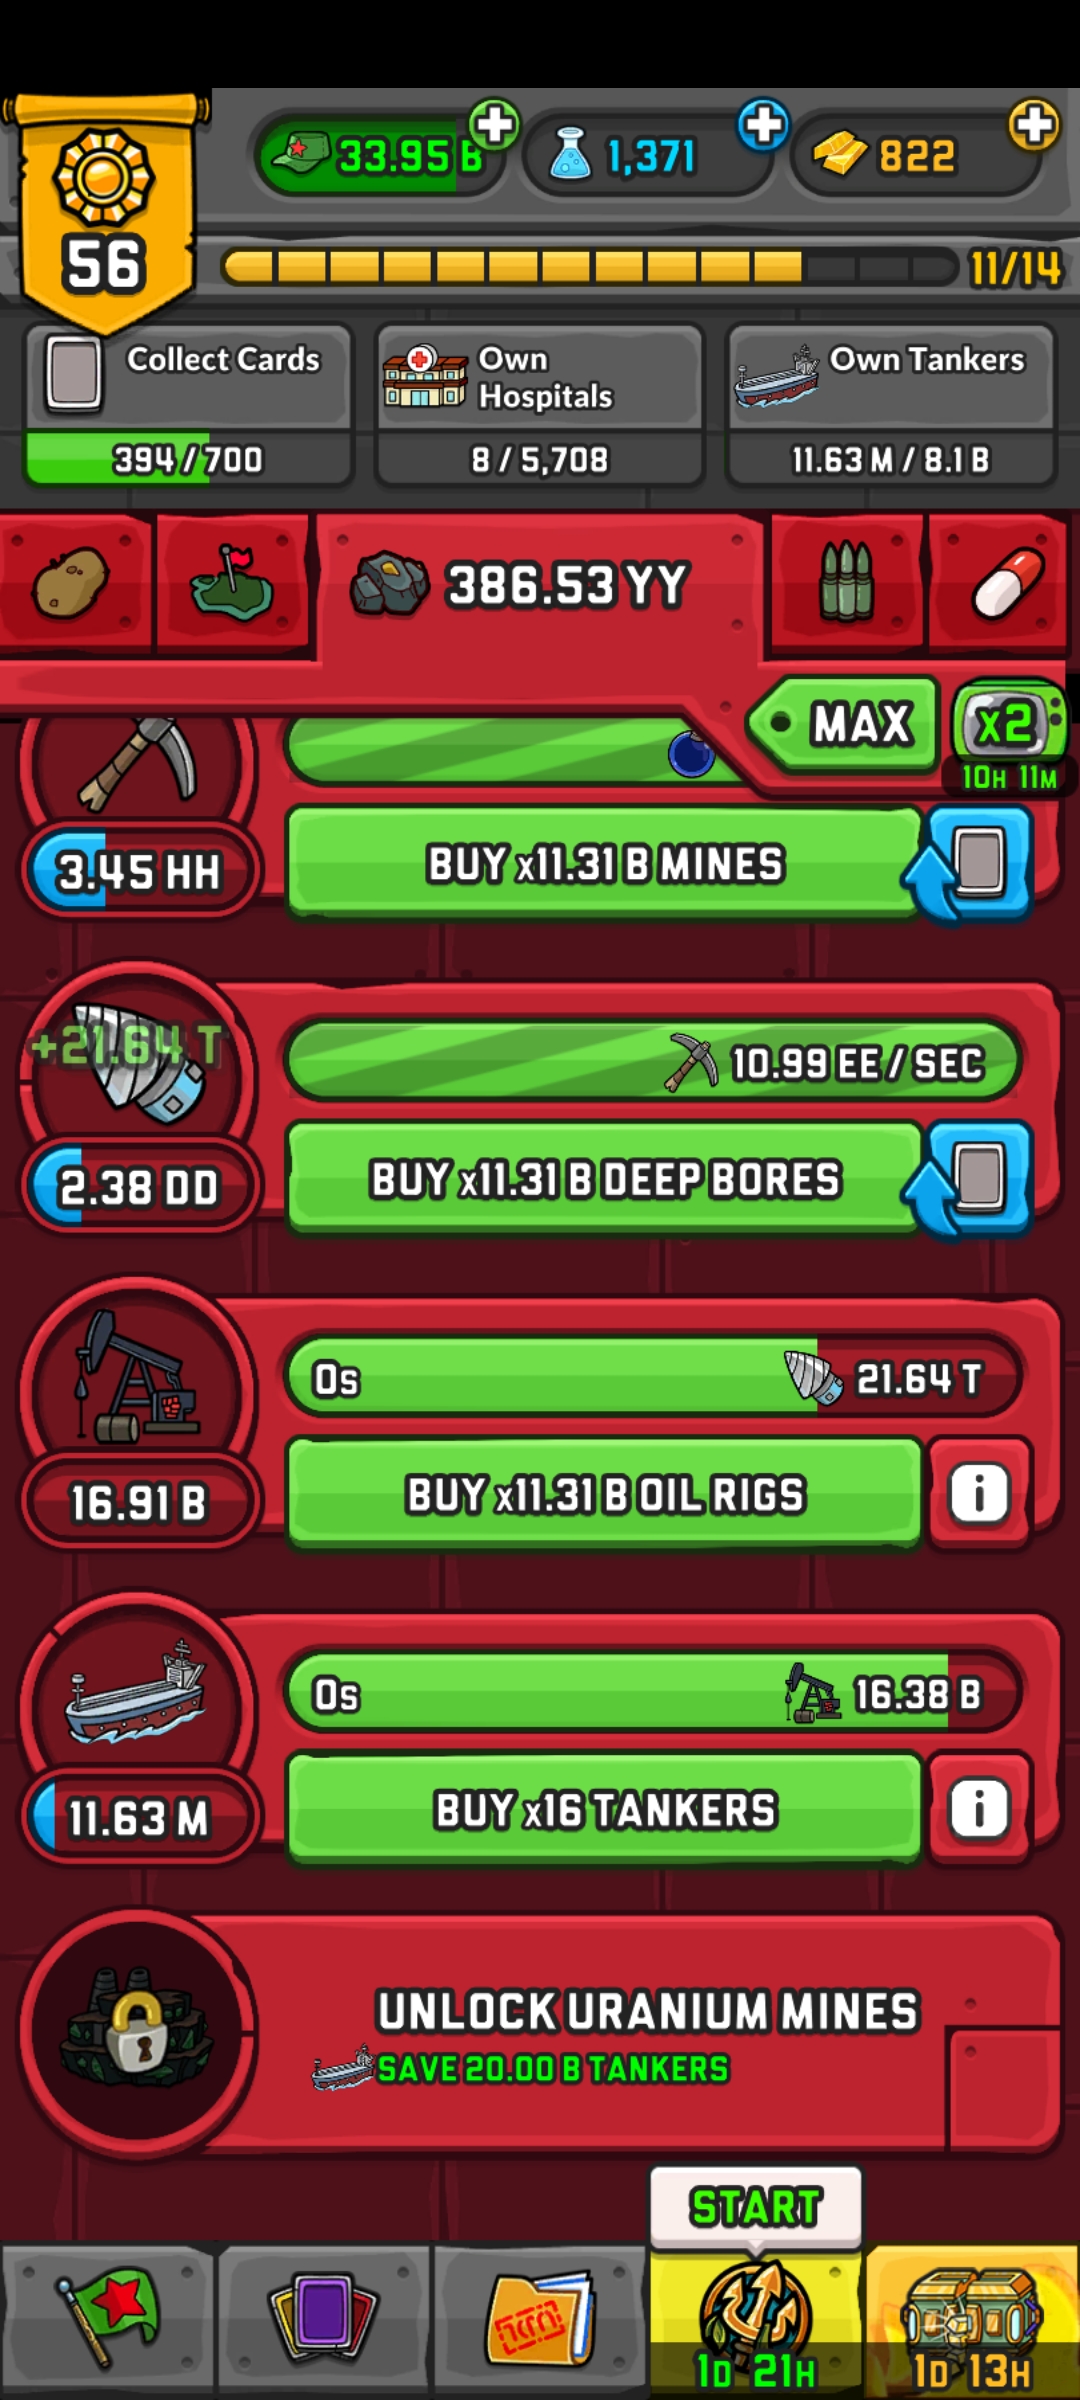 33.95 B
1,371
822
56
11/14
Collect Cards
Own Hospitals
Own Tankers
394 / 700
8 / 5,708
11.63 M / 8.1 B
386.53 YY
MAX
x2
10H 11M
3.45 HH
BUY x11.31 B MINES
+21.64 T
10.99 EE / SEC
2.38 DD
BUY x11.31 B DEEP BORES
0s
21.64 T
16.91 B
BUY x11.31 B OIL RIGS
i
0s
16.38 B
11.63 M
BUY x16 TANKERS
i
UNLOCK URANIUM MINES
SAVE 20.00 B TANKERS
START
1D 21H
1D 13H